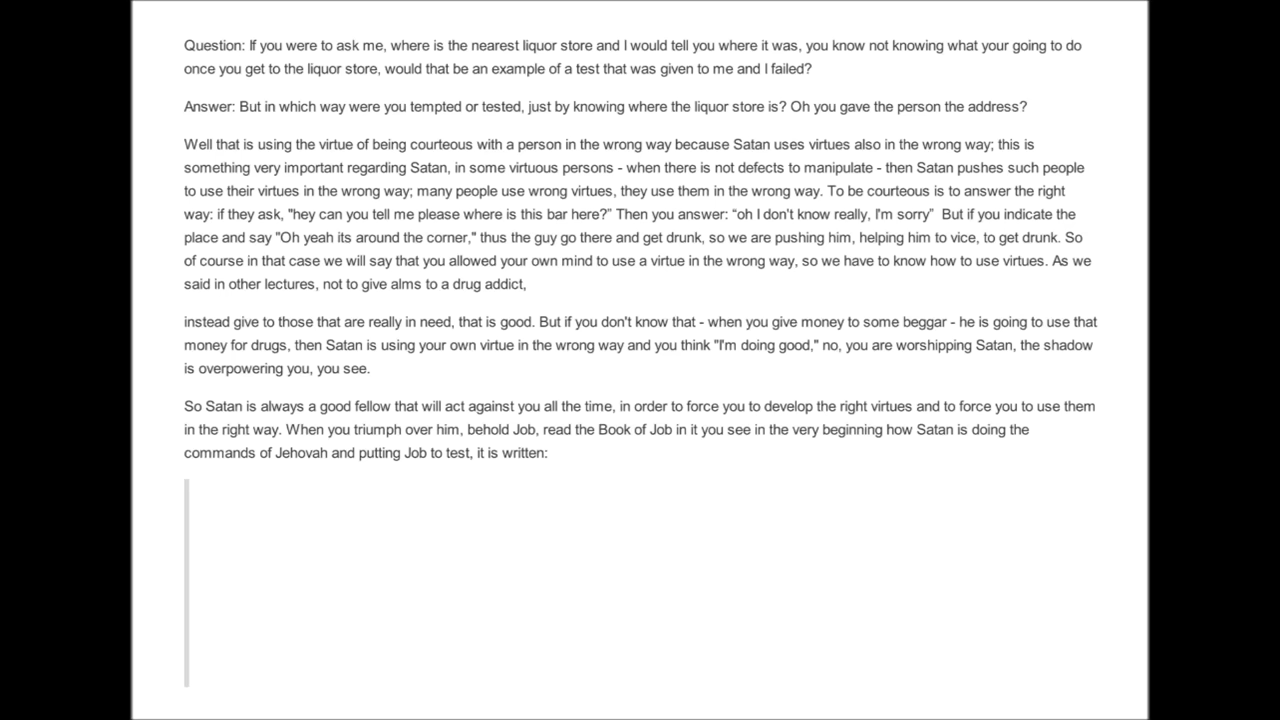 Question: If you were to ask me, where is the nearest liquor store and I would tell you where it was, you know not knowing what your going to do
once you get to the liquor store, would that be an example of a test that was given to me and I failed?
Answer: But in which way were you tempted or tested, just by knowing where the liquor store is? Oh you gave the person the address?
Well that is using the virtue of being courteous with a person in the wrong way because Satan uses virtues also in the wrong way; this is
something very important regarding Satan, in some virtuous persons - when there is not defects to manipulate - then Satan pushes such people
to use their virtues in the wrong way; many people use wrong virtues, they use them in the wrong way. To be courteous is to answer the right
way: if they ask, "hey can you tell me please where is this bar here?" Then you answer: “oh I don't know really, I'm sorry”  But if you indicate the
place and say "Oh yeah its around the corner," thus the guy go there and get drunk, so we are pushing him, helping him to vice, to get drunk. So
of course in that case we will say that you allowed your own mind to use a virtue in the wrong way, so we have to know how to use virtues. As we
said in other lectures, not to give alms to a drug addict,
instead give to those that are really in need, that is good. But if you don't know that - when you give money to some beggar - he is going to use that
money for drugs, then Satan is using your own virtue in the wrong way and you think "I'm doing good," no, you are worshipping Satan, the shadow
is overpowering you, you see.
So Satan is always a good fellow that will act against you all the time, in order to force you to develop the right virtues and to force you to use them
in the right way. When you triumph over him, behold Job, read the Book of Job in it you see in the very beginning how Satan is doing the
commands of Jehovah and putting Job to test, it is written: